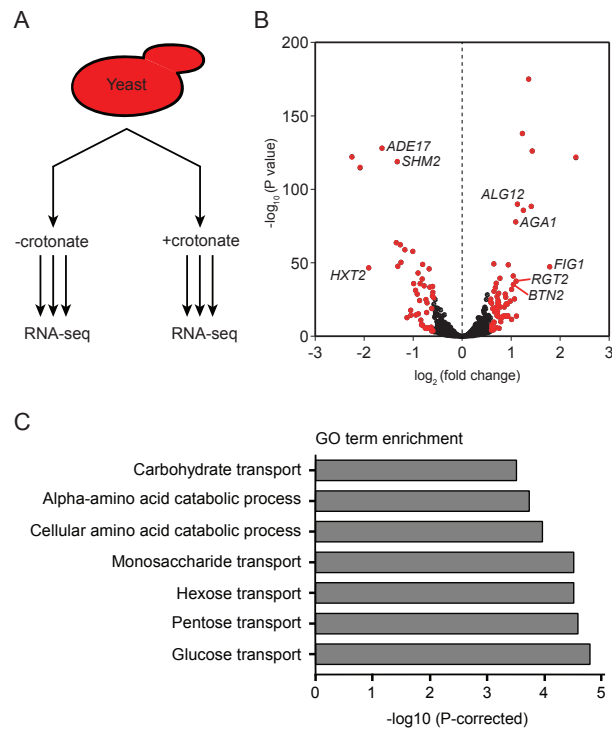 A
Yeast
-crotonate
+crotonate
RNA-seq
RNA-seq
B
200
150
100
50
0
-log10 (P value)
-3
-2
-1
0
1
2
3
log2 (fold change)
ADE17
SHM2
ALG12
AGA1
FIG1
RGT2
BTN2
HXT2
C
GO term enrichment
Carbohydrate transport
Alpha-amino acid catabolic process
Cellular amino acid catabolic process
Monosaccharide transport
Hexose transport
Pentose transport
Glucose transport
0
1
2
3
4
5
-log10 (P-corrected)